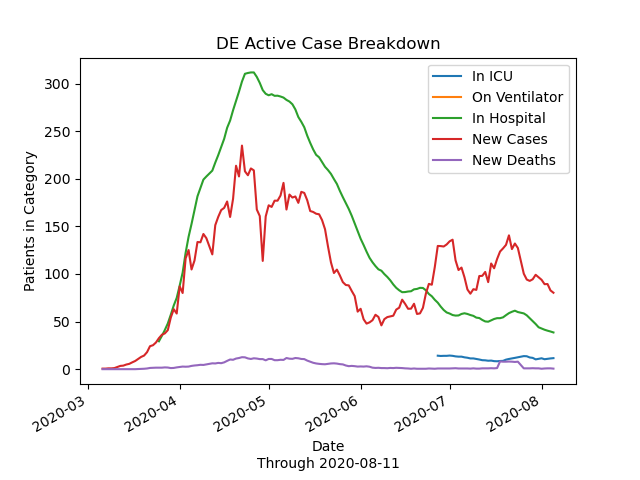 DE Active Case Breakdown
In ICU
On Ventilator
In Hospital
New Cases
New Deaths
Patients in Category
300
250
200
150
100
50
0
2020-03
2020-04
2020-05
2020-06
2020-07
2020-08
Date
Through 2020-08-11